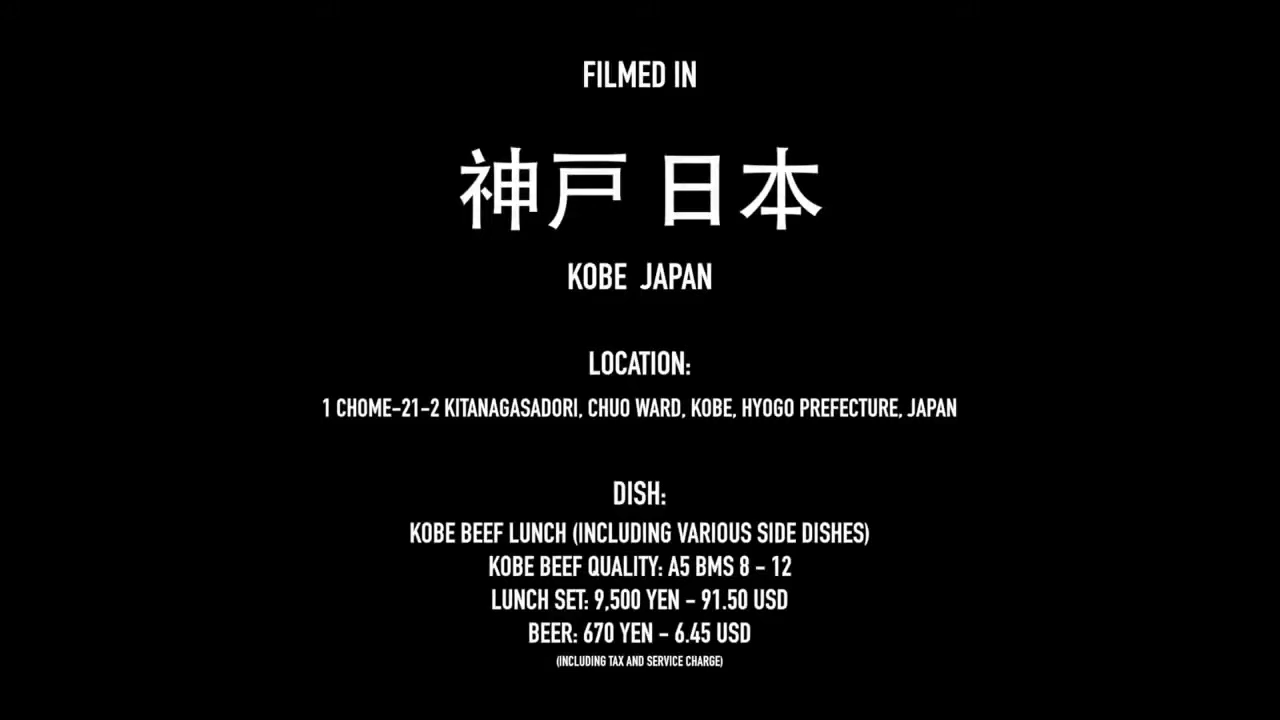 FILMED IN
神戸 日本
KOBE JAPAN
LOCATION:
1 CHOME-21-2 KITANAGASADORI, CHUO WARD, KOBE, HYOGO PREFECTURE, JAPAN
DISH:
KOBE BEEF LUNCH (INCLUDING VARIOUS SIDE DISHES)
KOBE BEEF QUALITY: A5 BMS 8 - 12
LUNCH SET: 9,500 YEN - 91.50 USD
BEER: 670 YEN - 6.45 USD
(INCLUDING TAX AND SERVICE CHARGE)